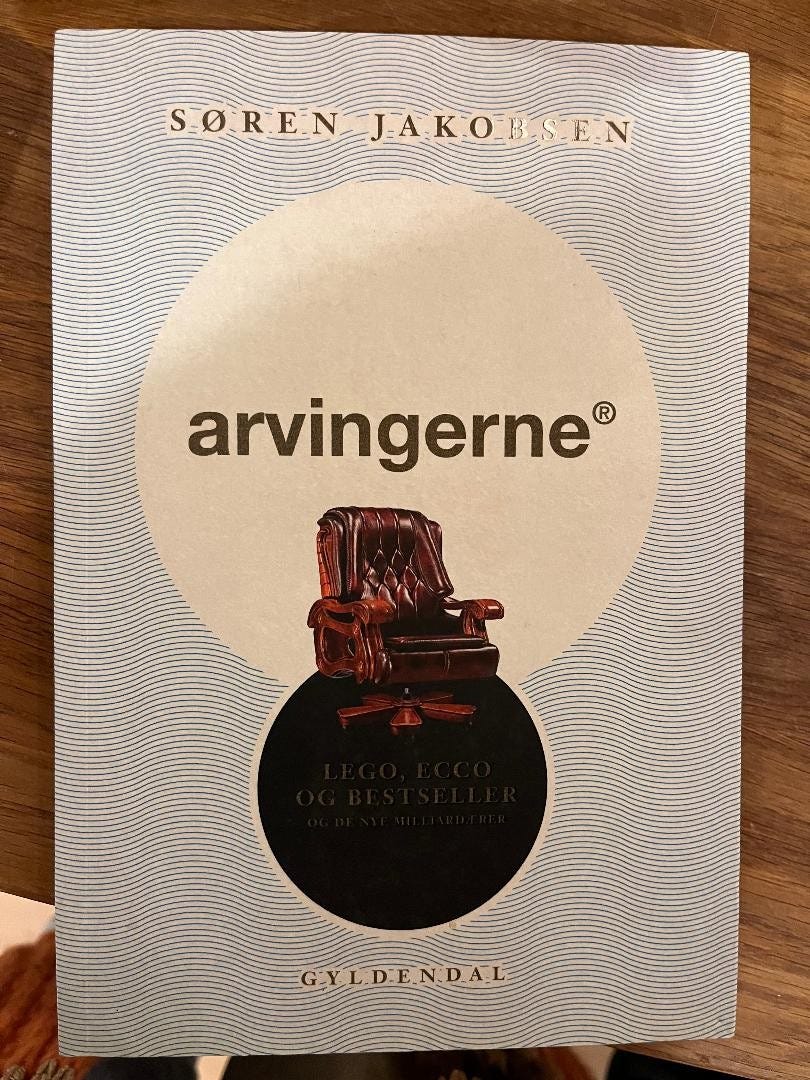 SØREN JAKOBSEN
arvingerne®
LEGO, ECCO
OG BESTSELLER
OG DE NYE MILLIARDÆRER
GYLDENDAL